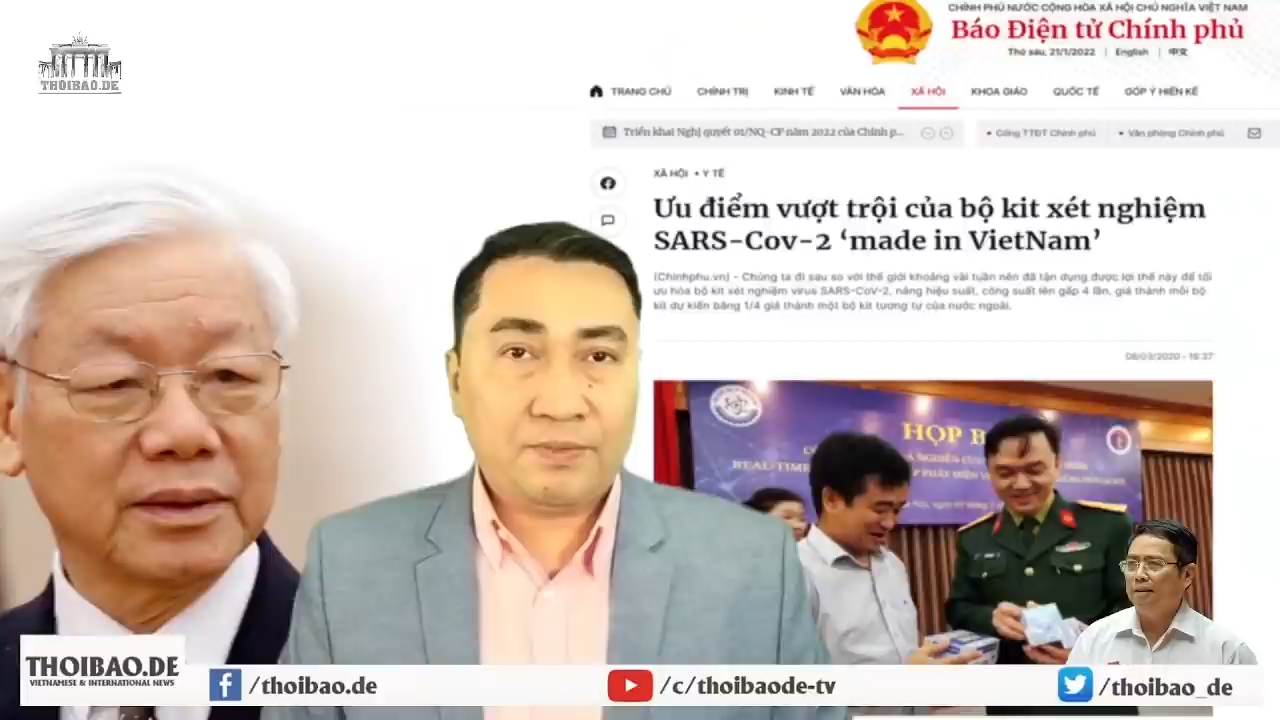 THOIBAO.DE
CHÍNH PHỦ NƯỚC CỘNG HÒA XÃ HỘI CHỦ NGHĨA VIỆT NAM
Báo Điện tử Chính phủ
Thứ sáu, 21/1/2022 | English | 中文
TRANG CHỦ CHÍNH TRỊ KINH TẾ VĂN HÓA XÃ HỘI KHOA GIÁO QUỐC TẾ GÓP Ý HIẾN KẾ
Triển khai Nghị quyết 01/NQ-CP năm 2022 của Chính p... • Cổng TTĐT Chính phủ • Văn phòng Chính phủ
XÃ HỘI • Y TẾ
Ưu điểm vượt trội của bộ kit xét nghiệm
SARS-Cov-2 ‘made in VietNam’
(Chinhphu.vn) - Chúng ta đi sau so với thế giới khoảng vài tuần nên đã tận dụng được lợi thế này để tối
ưu hóa bộ kit xét nghiệm virus SARS-CoV-2, nâng hiệu suất, công suất lên gấp 4 lần, giá thành mỗi bộ
kit dự kiến bằng 1/4 giá thành một bộ kit tương tự của nước ngoài.
08/03/2020 - 16:37
HỌP B
REAL-TIME
THOIBAO.DE
VIETNAMESE & INTERNATIONAL NEWS
/thoibao.de
/c/thoibaode-tv
/thoibao_de